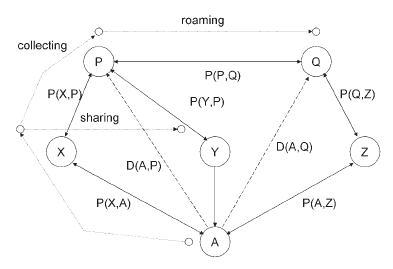 roaming
collecting
P
Q
P(P,Q)
P(X,P)
P(Y,P)
P(Q,Z)
sharing
X
Y
Z
D(A,P)
D(A,Q)
P(X,A)
P(A,Z)
A